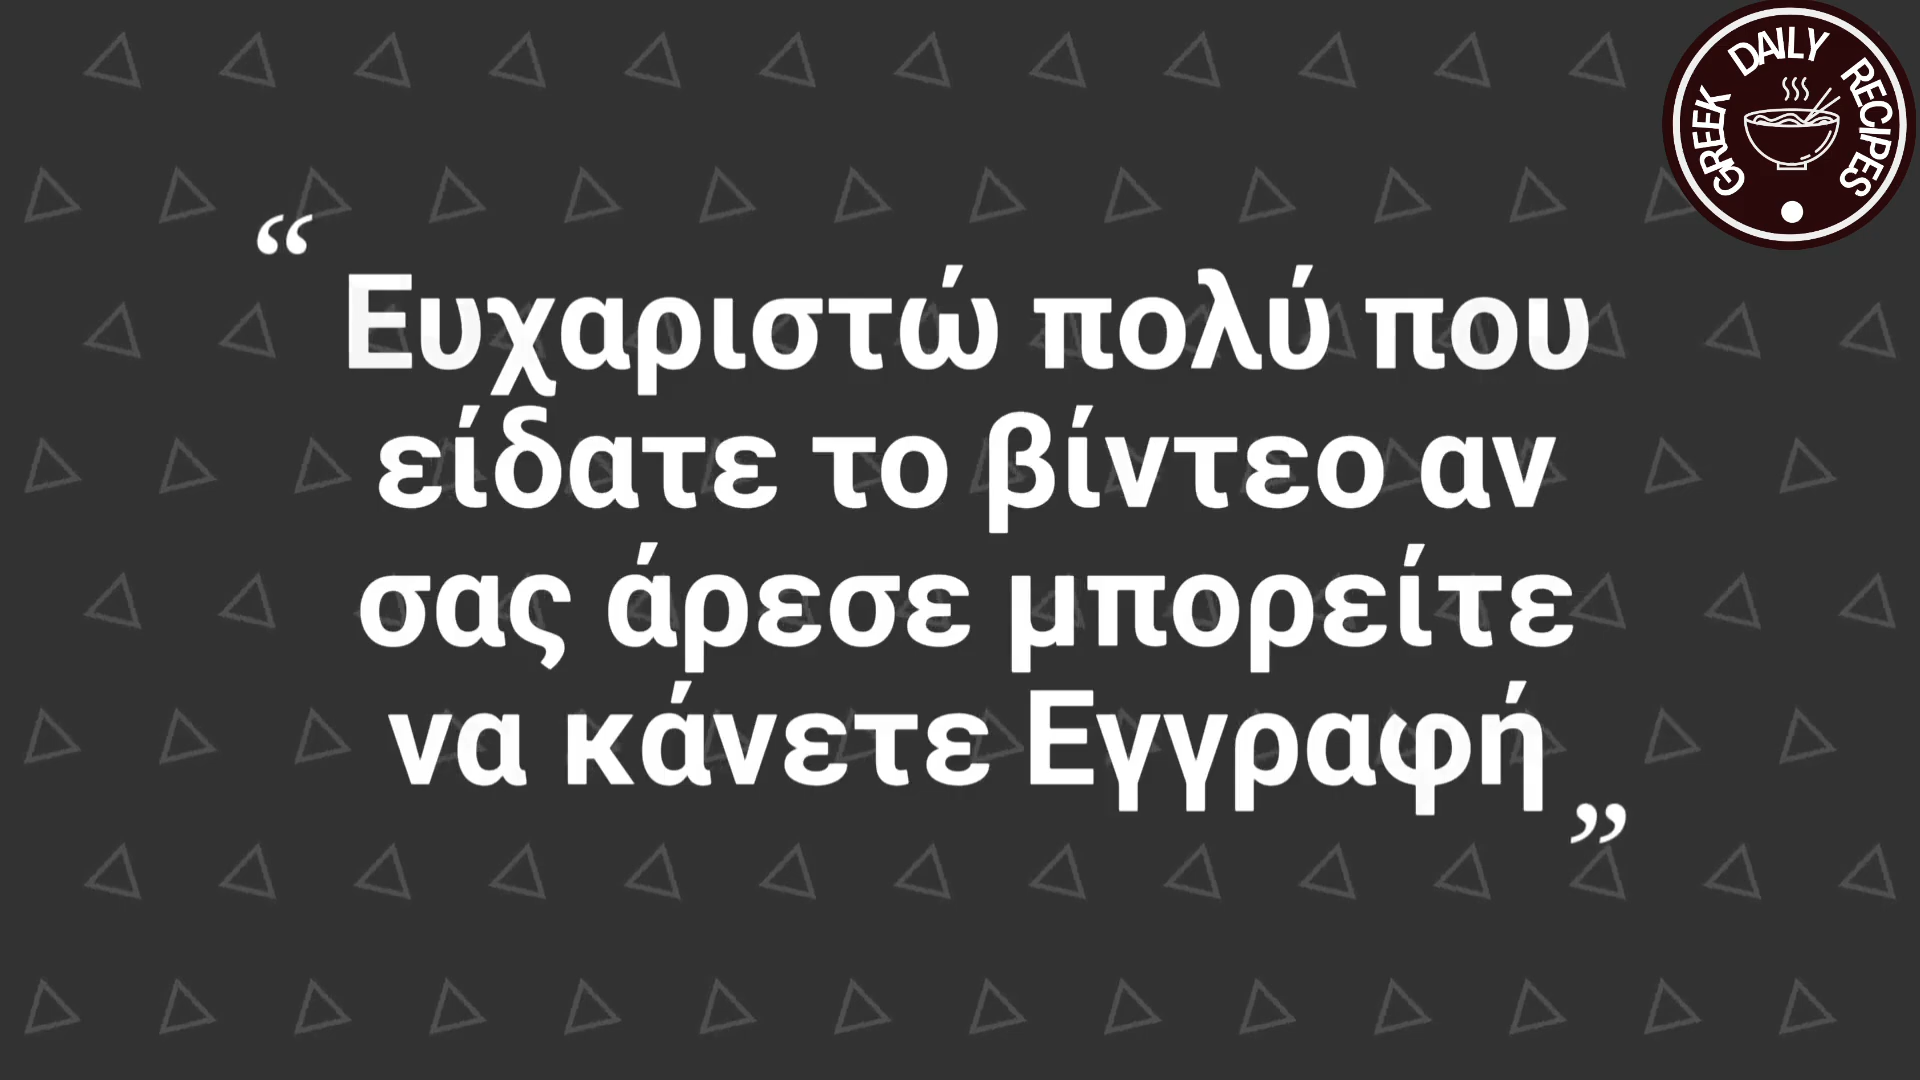 GREEK DAILY RECIPES
“Ευχαριστώ πολύ που
είδατε το βίντεο αν
σας άρεσε μπορείτε
να κάνετε Εγγραφή”